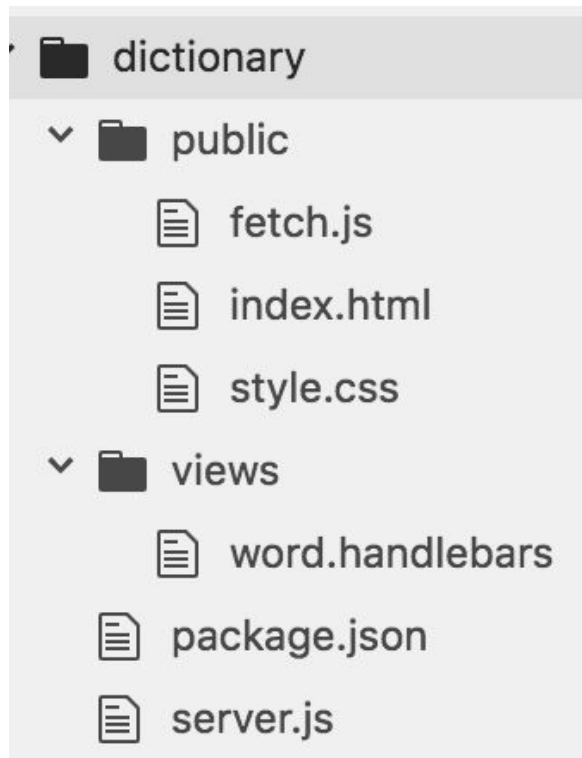 dictionary
public
fetch.js
index.html
style.css
views
word.handlebars
package.json
server.js